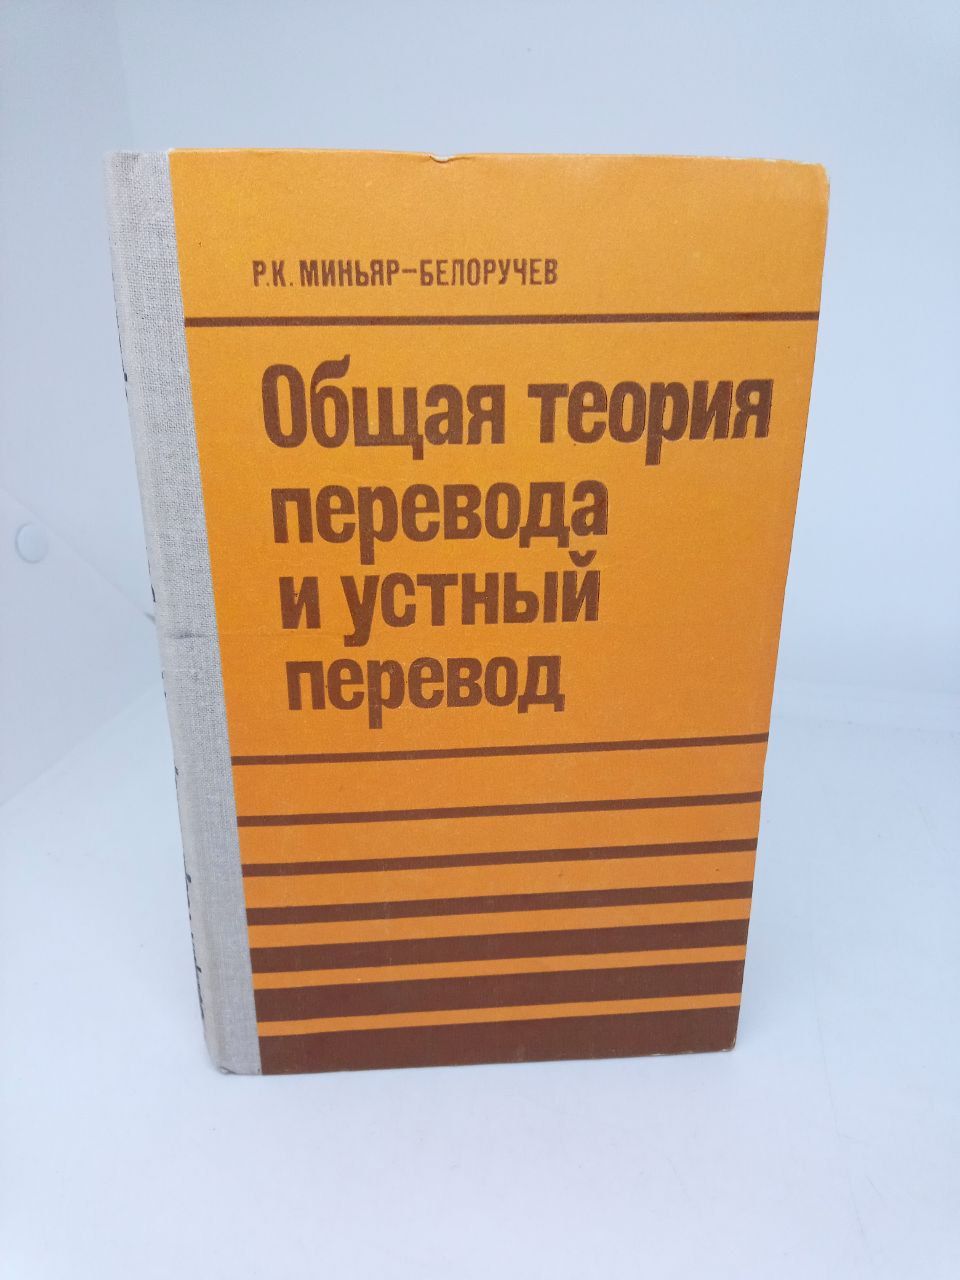 Р.К. МИНЬЯР-БЕЛОРУЧЕВ
Общая теория
перевода
и устный
перевод